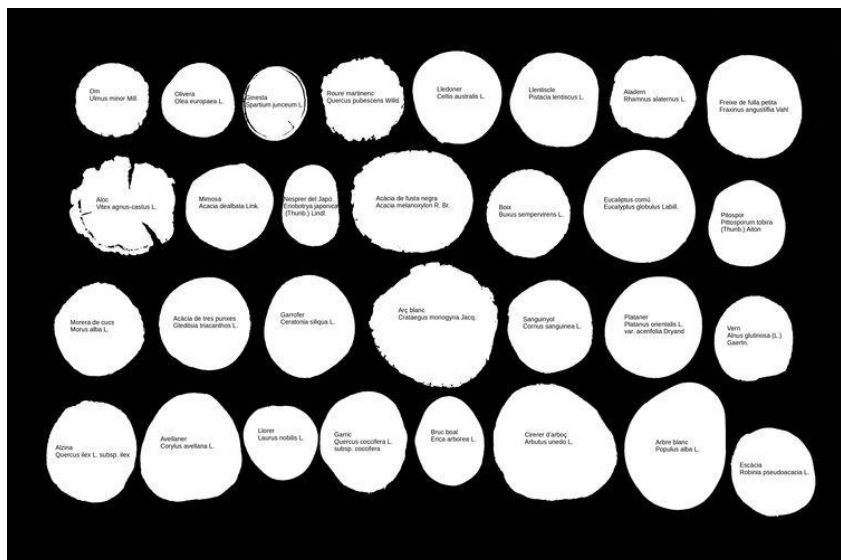 Om
Ulmus minor Mill.
Olivera
Olea europaea L.
Ginesta
Spartium junceum L.
Roure martinenc
Quercus pubescens Willd.
Lledoner
Celtis australis L.
Llentiscle
Pistacia lentiscus L.
Aladern
Rhamnus alaternus L.
Freixe de fulla petita
Fraxinus angustiflia Vahl
Aloc
Vitex agnus-castus L.
Mimosa
Acacia dealbata Link.
Nesprer del Japó
Eriobotrya japonica
(Thunb.) Lindl.
Acàcia de fusta negra
Acacia melanoxylon R. Br.
Boix
Buxus sempervirens L.
Eucaliptus comú
Eucalyptus globulus Labill.
Pitospor
Pittosporum tobira
(Thunb.) Aiton
Morera de cucs
Morus alba L.
Acàcia de tres punxes
Gleditsia triacanthos L.
Garrofer
Ceratonia siliqua L.
Arç blanc
Crataegus monogyna Jacq.
Sanguinyol
Cornus sanguinea L.
Plataner
Platanus orientalis L.
var. acerifolia Dryand
Vern
Alnus glutinosa (L.)
Gaertn.
Alzina
Quercus ilex L. subsp. ilex
Avellaner
Corylus avellana L.
Llorer
Laurus nobilis L.
Garric
Quercus coccifera L.
subsp. coccifera
Bruc boal
Erica arborea L.
Cirerer d'arboç
Arbutus unedo L.
Arbre blanc
Populus alba L.
Escàcia
Robinia pseudoacacia L.